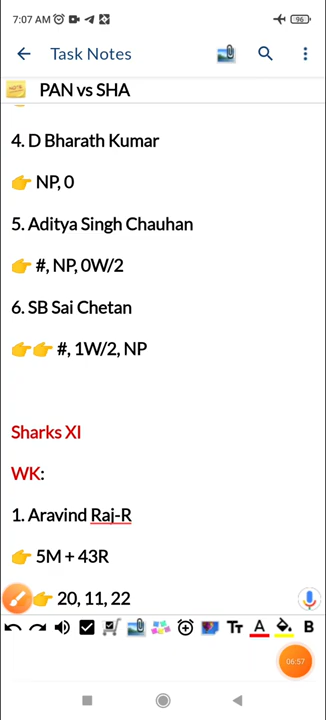 7:07 AM
96
Task Notes
PAN vs SHA
4. D Bharath Kumar
👉 NP, 0
5. Aditya Singh Chauhan
👉 #, NP, 0W/2
6. SB Sai Chetan
👉👉 #, 1W/2, NP
Sharks XI
WK:
1. Aravind Raj-R
👉 5M + 43R
👉 20, 11, 22
TT A B
06:57